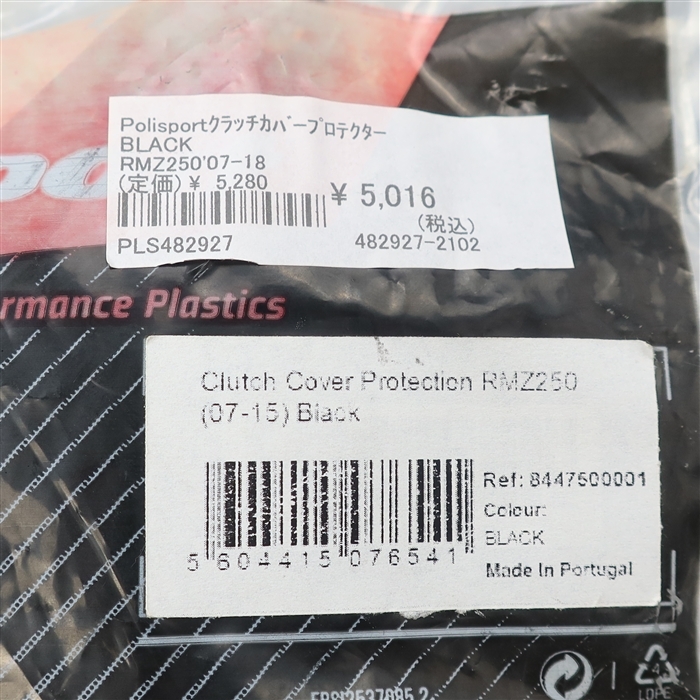 Polisportクラッチカバープロテクター
BLACK
RMZ250'07-18
(定価)¥ 5,280
¥ 5,016
(税込)
PLS482927
482927-2102
rmance Plastics
Clutch Cover Protection RMZ250
(07-15) Black
Ref: 8447500001
Colour:
BLACK
5 604415 076541
Made In Portugal
4
LDPE